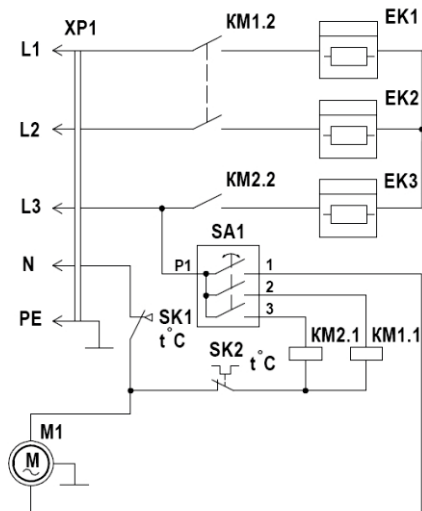 XP1 KM1.2 EK1
L1
EK2
L2
KM2.2 EK3
L3
SA1
N P1 1
2
PE SK1 3
t°C SK2 t°C KM2.1 KM1.1
M1
M